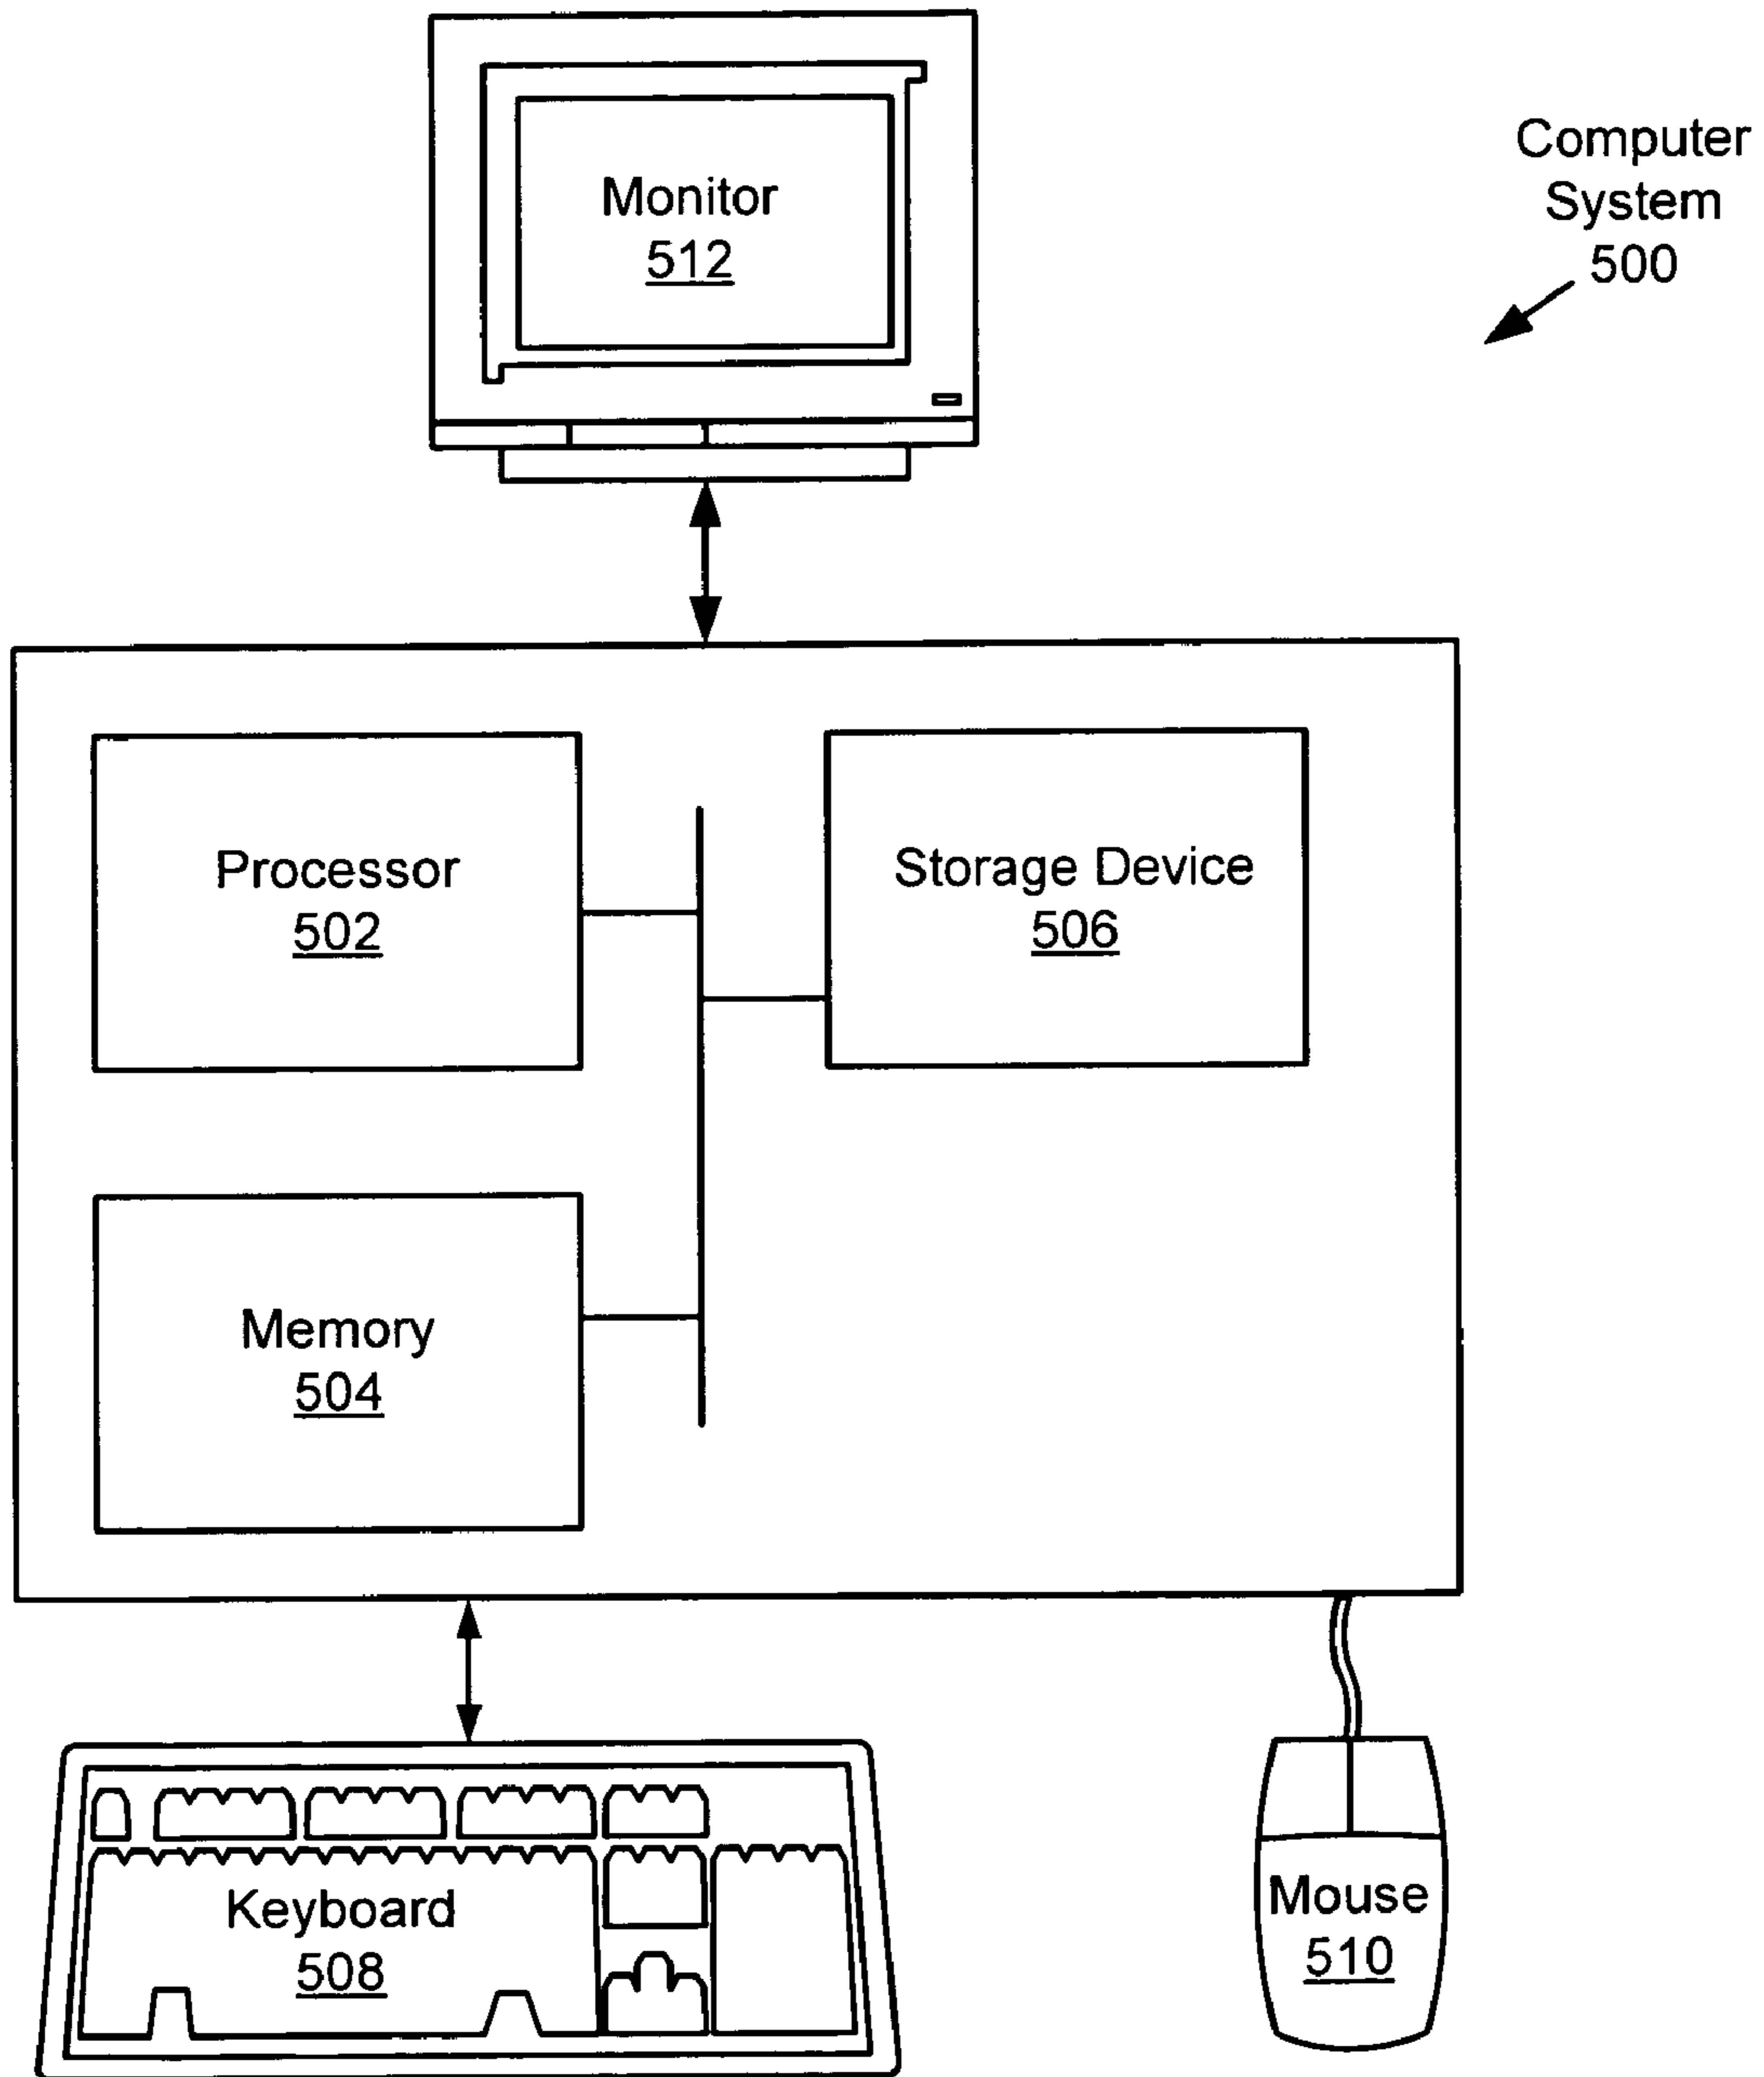 Monitor
512
Computer
System
500
Processor
502
Storage Device
506
Memory
504
Keyboard
508
Mouse
510